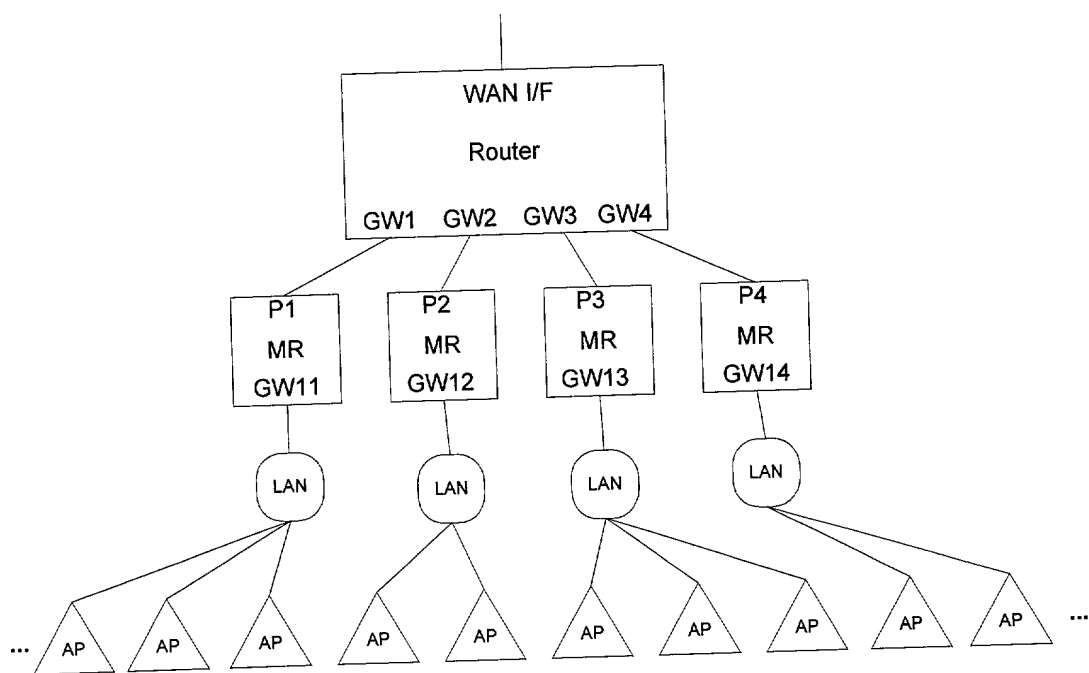 WAN I/F
Router
GW1 GW2 GW3 GW4
P1 P2 P3 P4
MR MR MR MR
GW11 GW12 GW13 GW14
LAN LAN LAN LAN
... AP AP AP AP AP AP AP AP AP AP ...